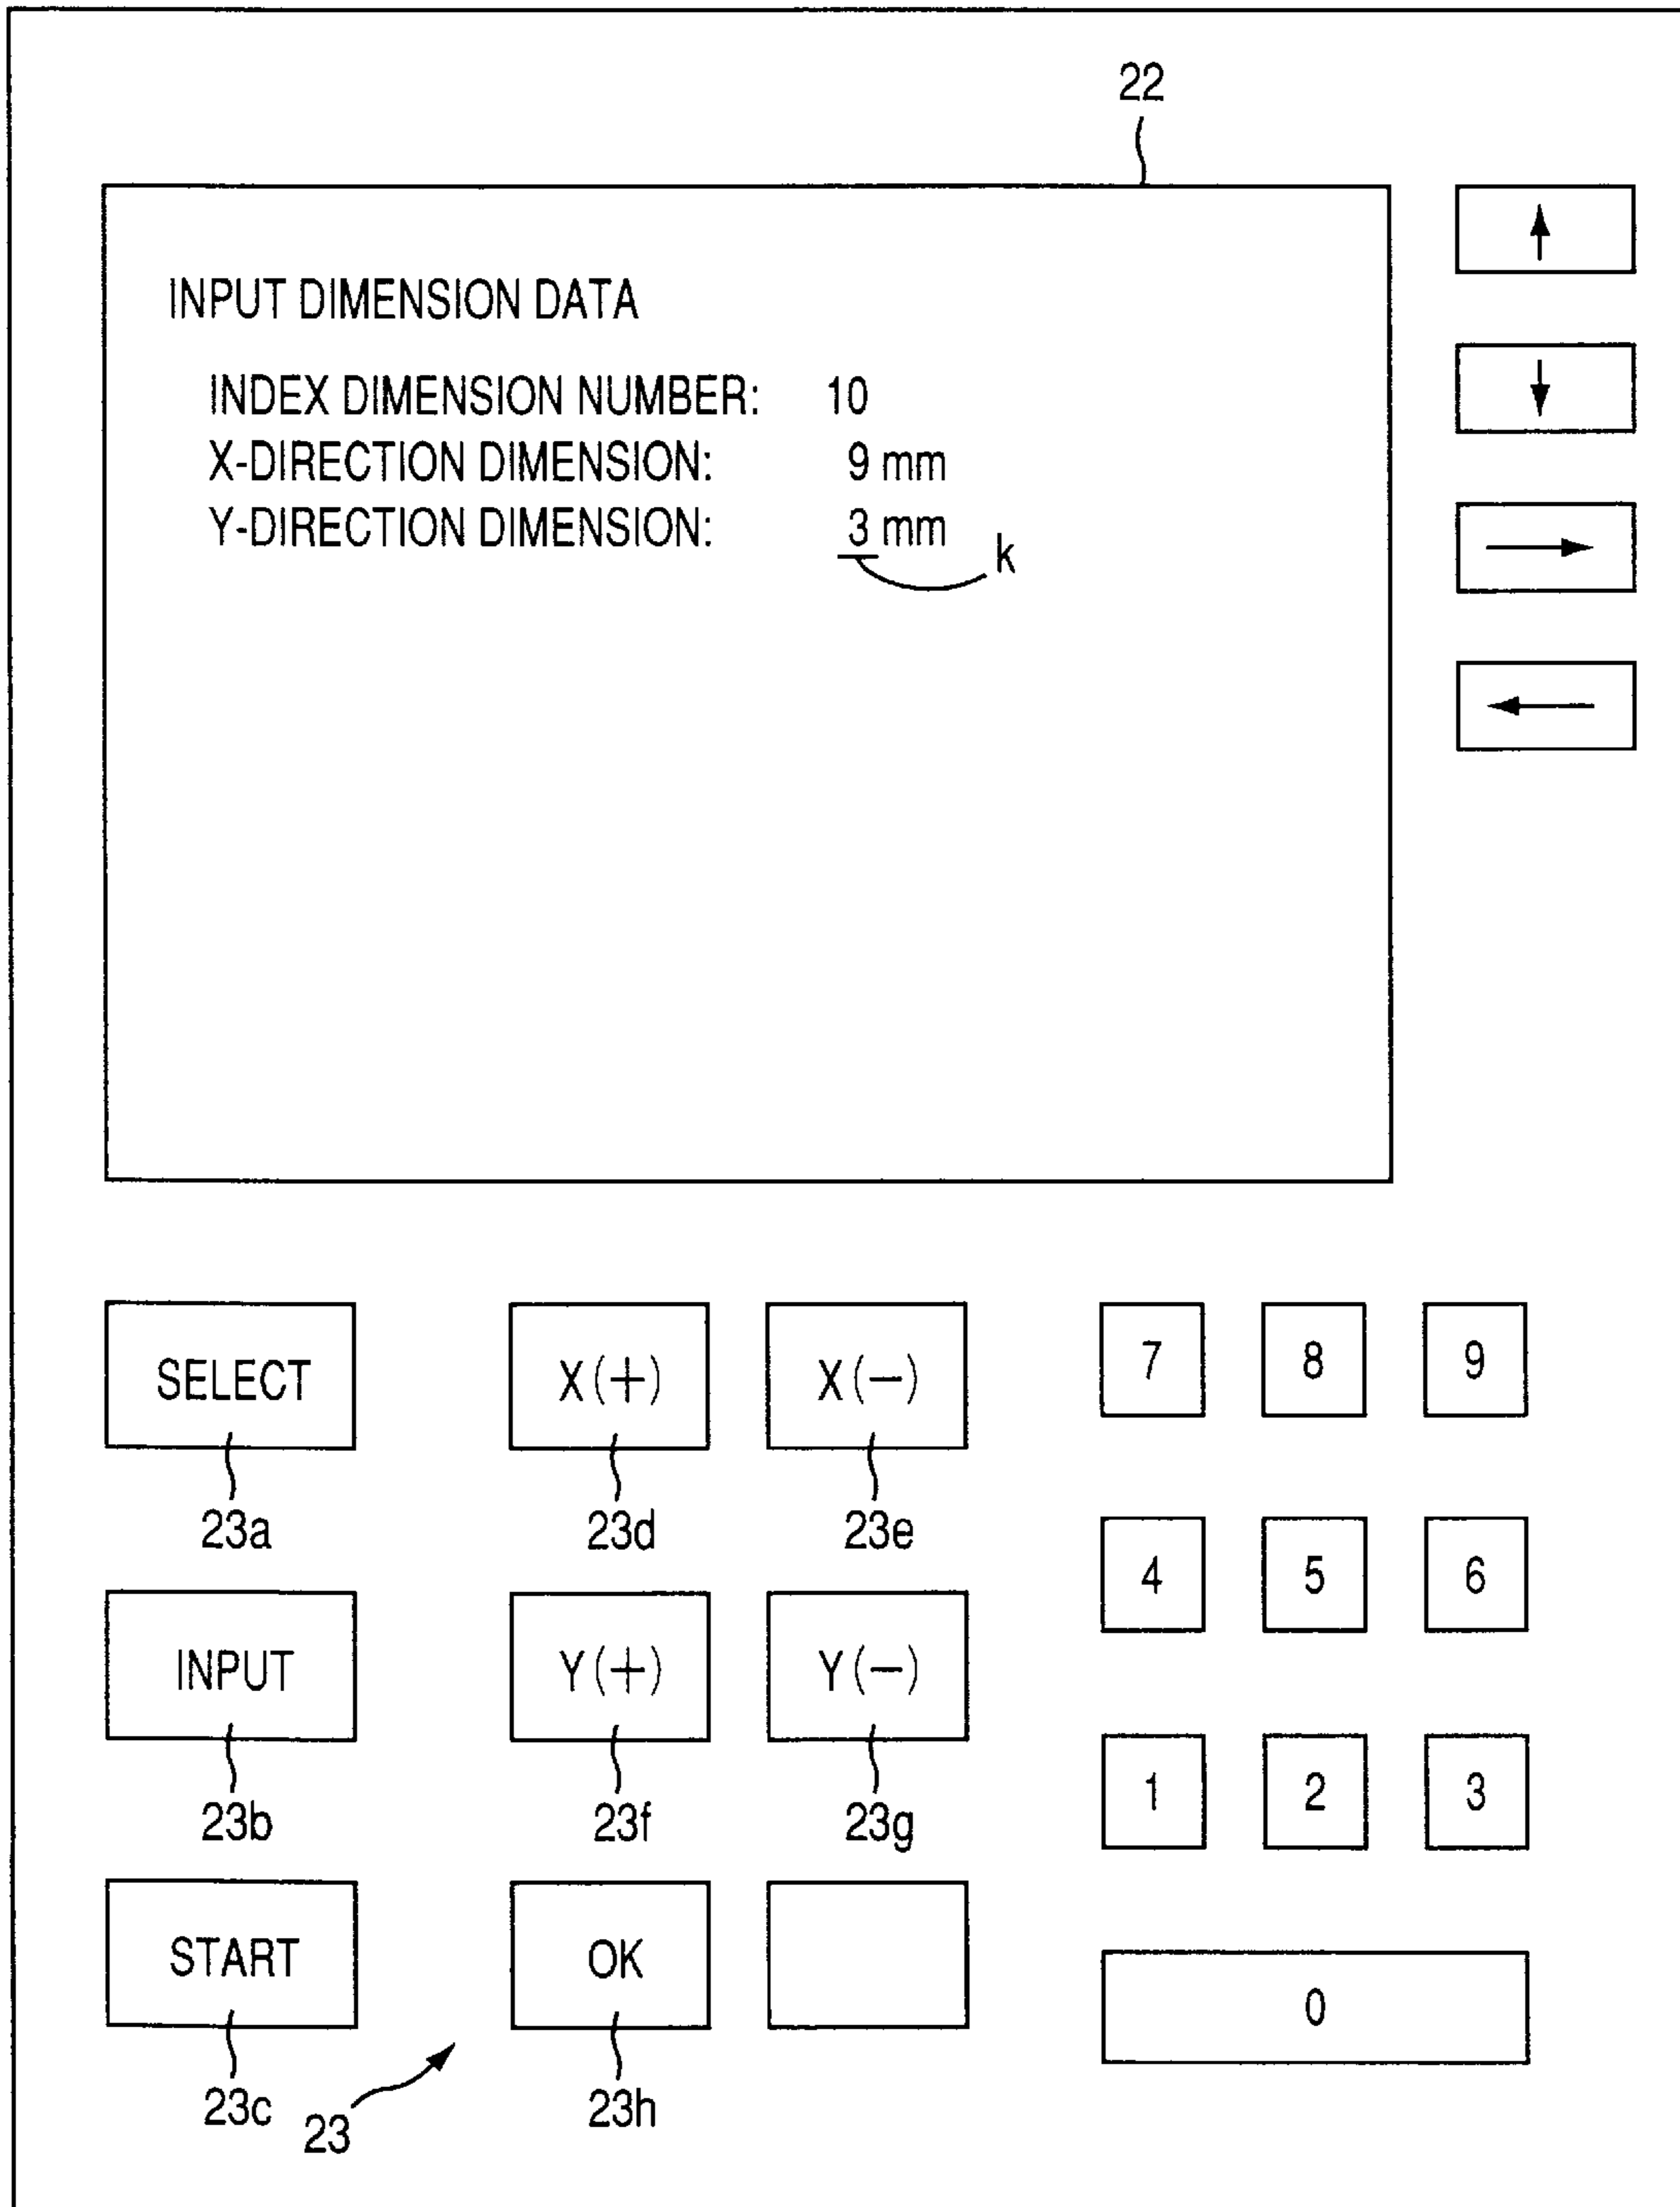 22
INPUT DIMENSION DATA
INDEX DIMENSION NUMBER: 10
X-DIRECTION DIMENSION: 9 mm
Y-DIRECTION DIMENSION: 3 mm
k
SELECT X(+) X(−) 7 8 9
23a 23d 23e
4 5 6
INPUT Y(+) Y(−)
23b 23f 23g
1 2 3
START OK 0
23c 23 23h